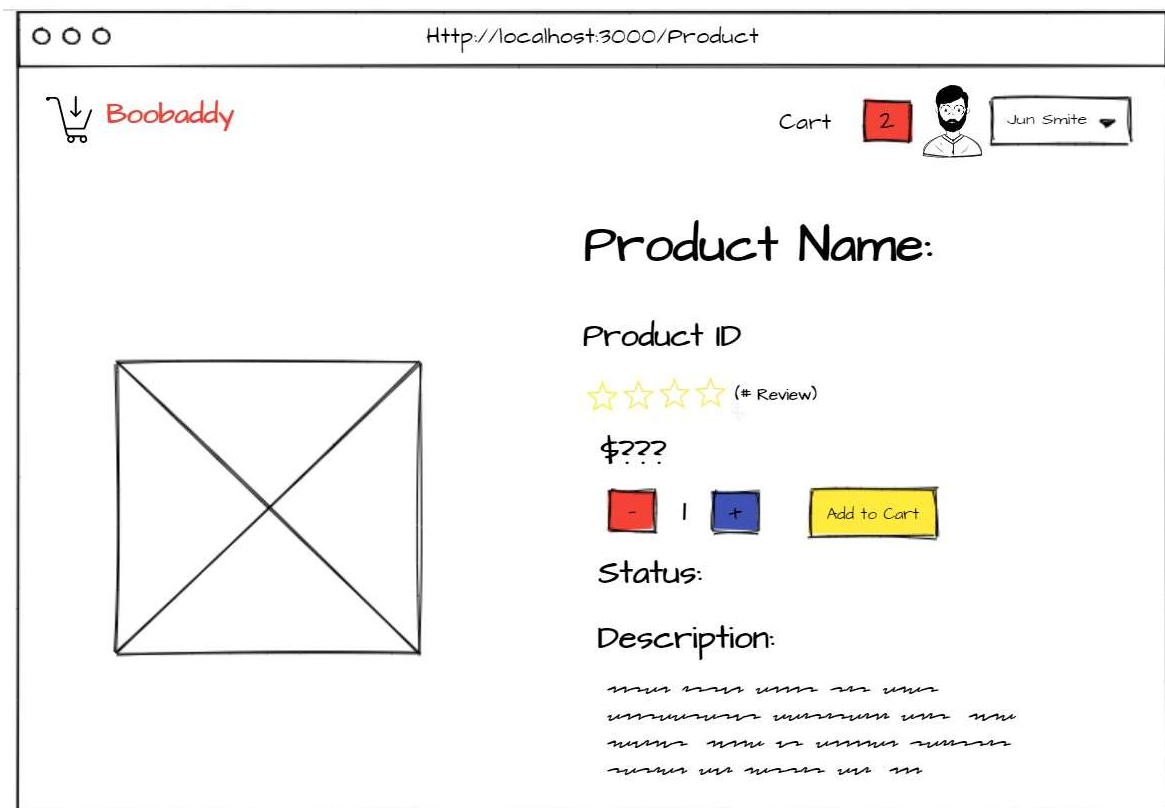 Http://localhost:3000/Product
Boobaddy
Cart 2 Jun Smite
Product Name:
Product ID
(# Review)
$???
- 1 + Add to Cart
Status:
Description: